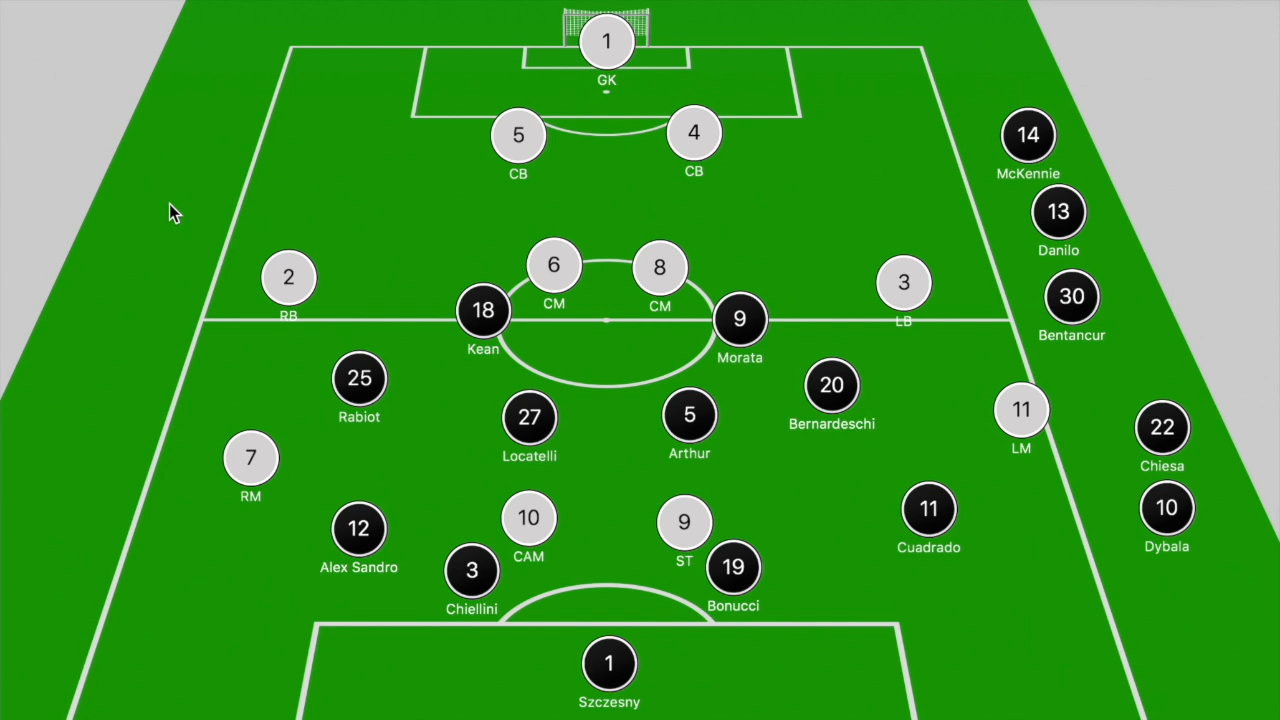 1
GK
5
CB
4
CB
14
McKennie
13
Danilo
2
RB
6
CM
8
CM
3
LB
30
Bentancur
18
Kean
9
Morata
25
Rabiot
27
Locatelli
5
Arthur
20
Bernardeschi
11
LM
22
Chiesa
7
RM
12
Alex Sandro
10
CAM
9
ST
11
Cuadrado
10
Dybala
3
Chiellini
19
Bonucci
1
Szczesny